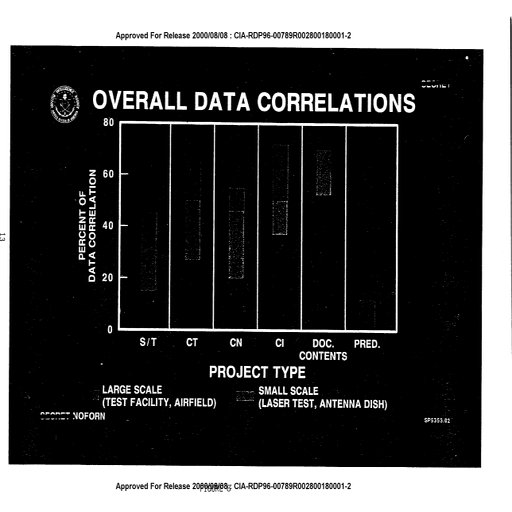 Approved For Release 2000/08/08 : CIA-RDP96-00789R002800180001-2
SECRET
OVERALL DATA CORRELATIONS
80
60
40
20
0
PERCENT OF
DATA CORRELATION
S/T CT CN CI DOC. CONTENTS PRED.
PROJECT TYPE
LARGE SCALE
(TEST FACILITY, AIRFIELD)
SMALL SCALE
(LASER TEST, ANTENNA DISH)
SECRET NOFORN
SP5353.02
13
Approved For Release 2000/08/08 : CIA-RDP96-00789R002800180001-2